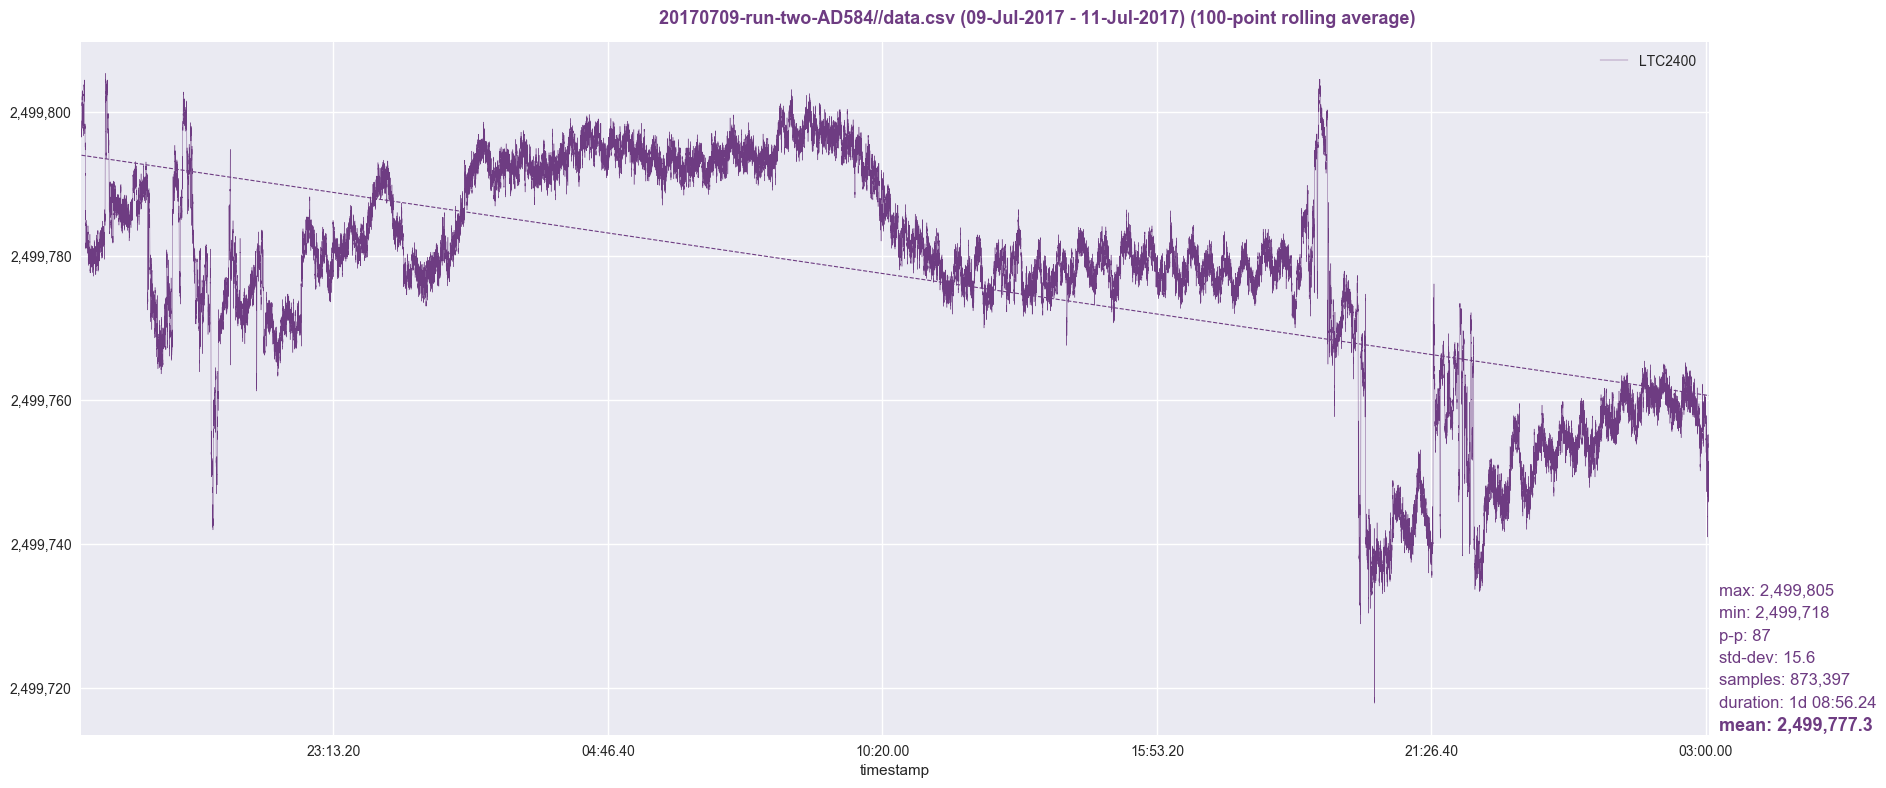 20170709-run-two-AD584//data.csv (09-Jul-2017 - 11-Jul-2017) (100-point rolling average)
LTC2400
2,499,800
2,499,780
2,499,760
2,499,740
2,499,720
max: 2,499,805
min: 2,499,718
p-p: 87
std-dev: 15.6
samples: 873,397
duration: 1d 08:56.24
mean: 2,499,777.3
23:13.20 04:46.40 10:20.00 15:53.20 21:26.40 03:00.00
timestamp